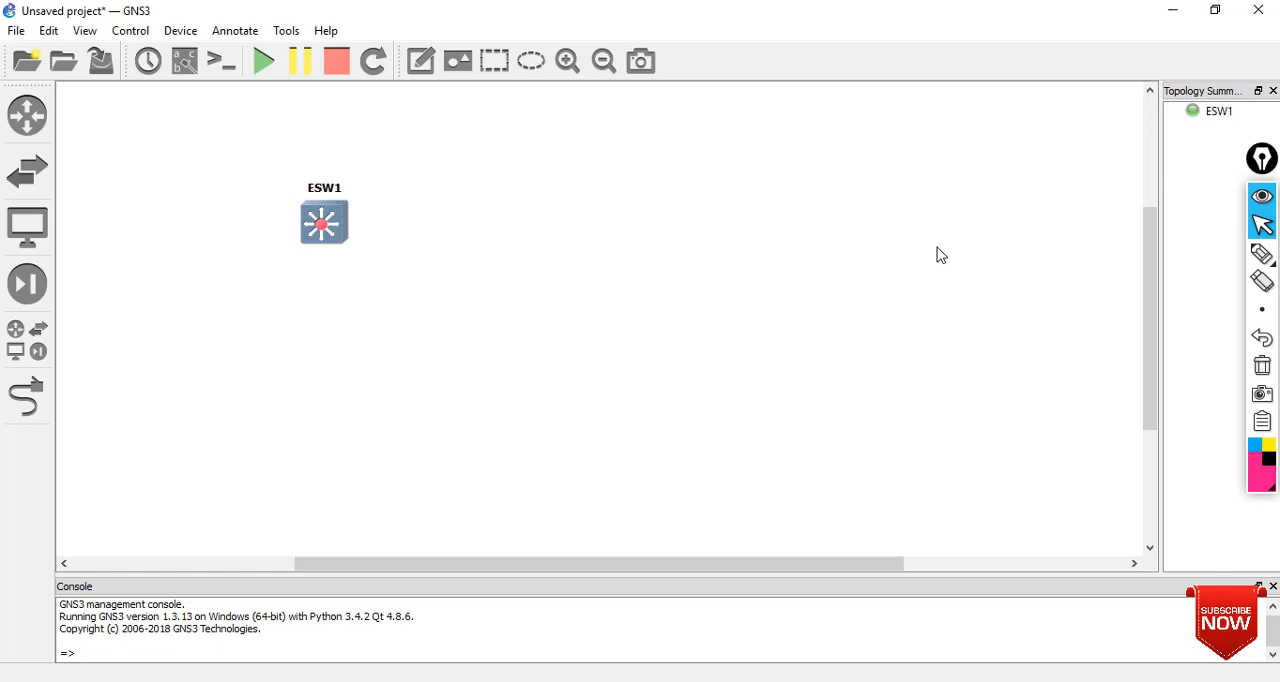 Unsaved project* — GNS3
File Edit View Control Device Annotate Tools Help
Topology Summ...
ESW1
ESW1
Console
GNS3 management console.
Running GNS3 version 1.3.13 on Windows (64-bit) with Python 3.4.2 Qt 4.8.6.
Copyright (c) 2006-2018 GNS3 Technologies.
=>
SUBSCRIBE
NOW